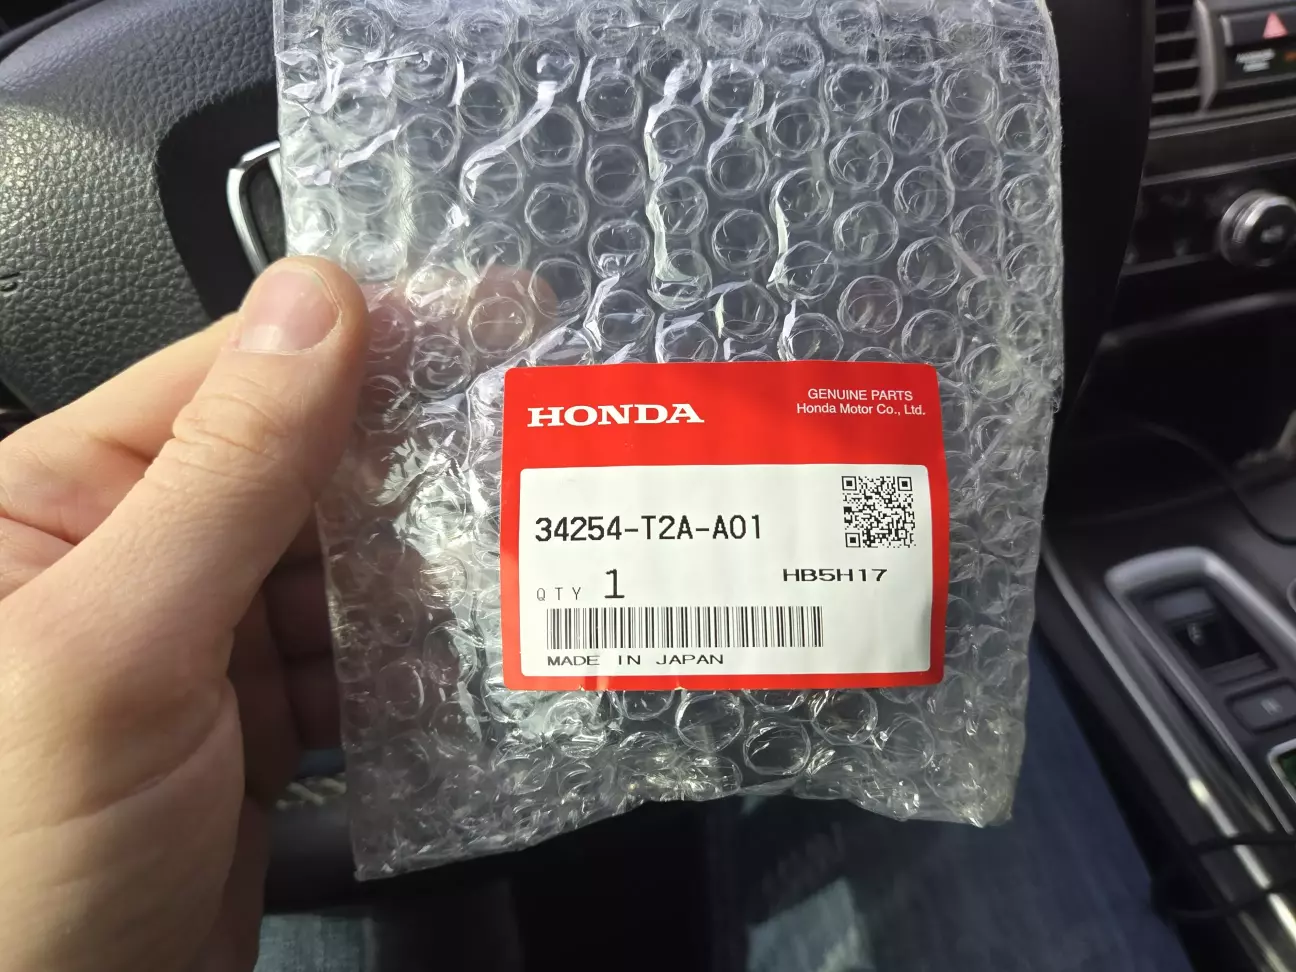 HONDA
GENUINE PARTS
Honda Motor Co., Ltd.
34254-T2A-A01
QTY 1
HB5H17
MADE IN JAPAN